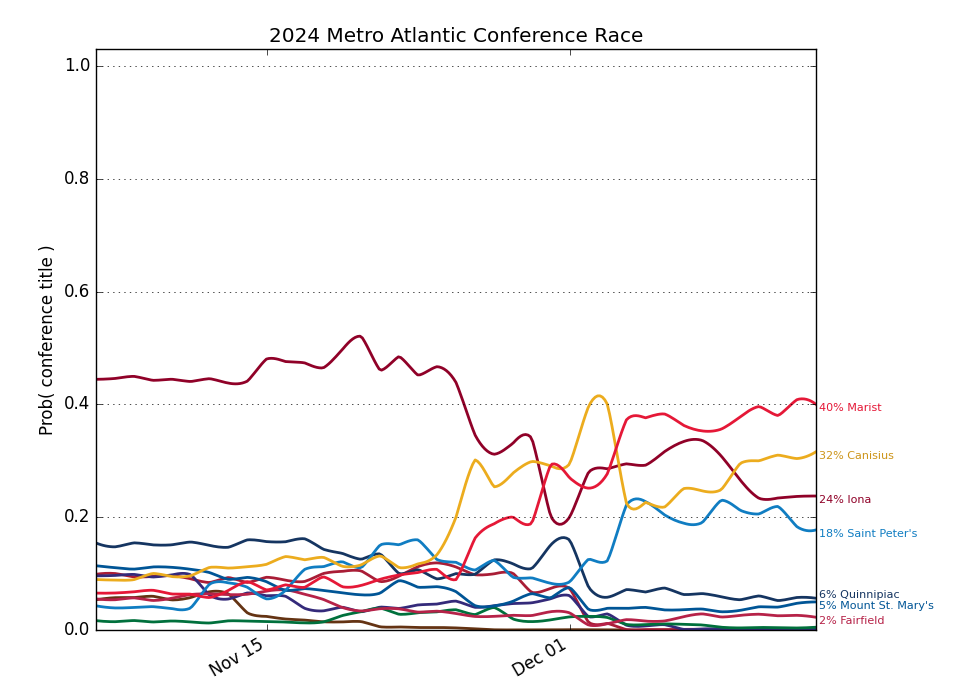 2024 Metro Atlantic Conference Race
Prob( conference title )
1.0
0.8
0.6
0.4
0.2
0.0
Nov 15
Dec 01
40% Marist
32% Canisius
24% Iona
18% Saint Peter's
6% Quinnipiac
5% Mount St. Mary's
2% Fairfield